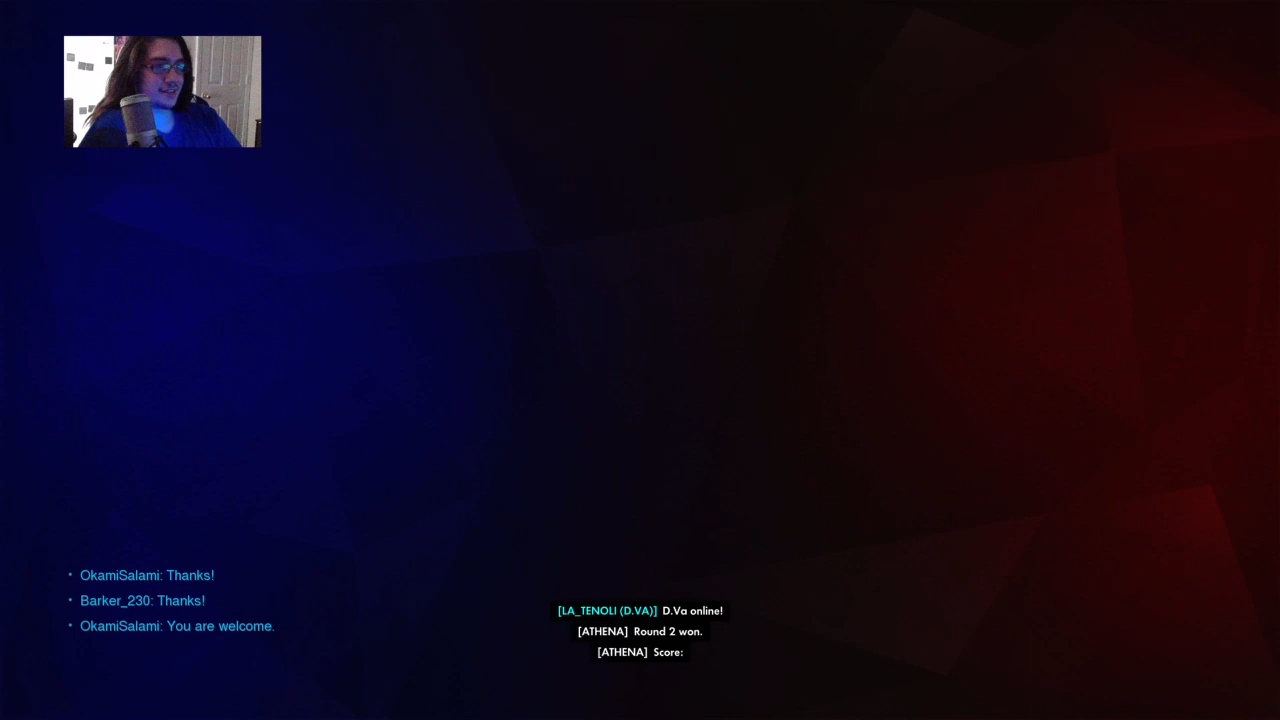 OkamiSalami: Thanks!
Barker_230: Thanks!
OkamiSalami: You are welcome.
[LA_TENOLI (D.VA)] D.Va online!
[ATHENA] Round 2 won.
[ATHENA] Score: